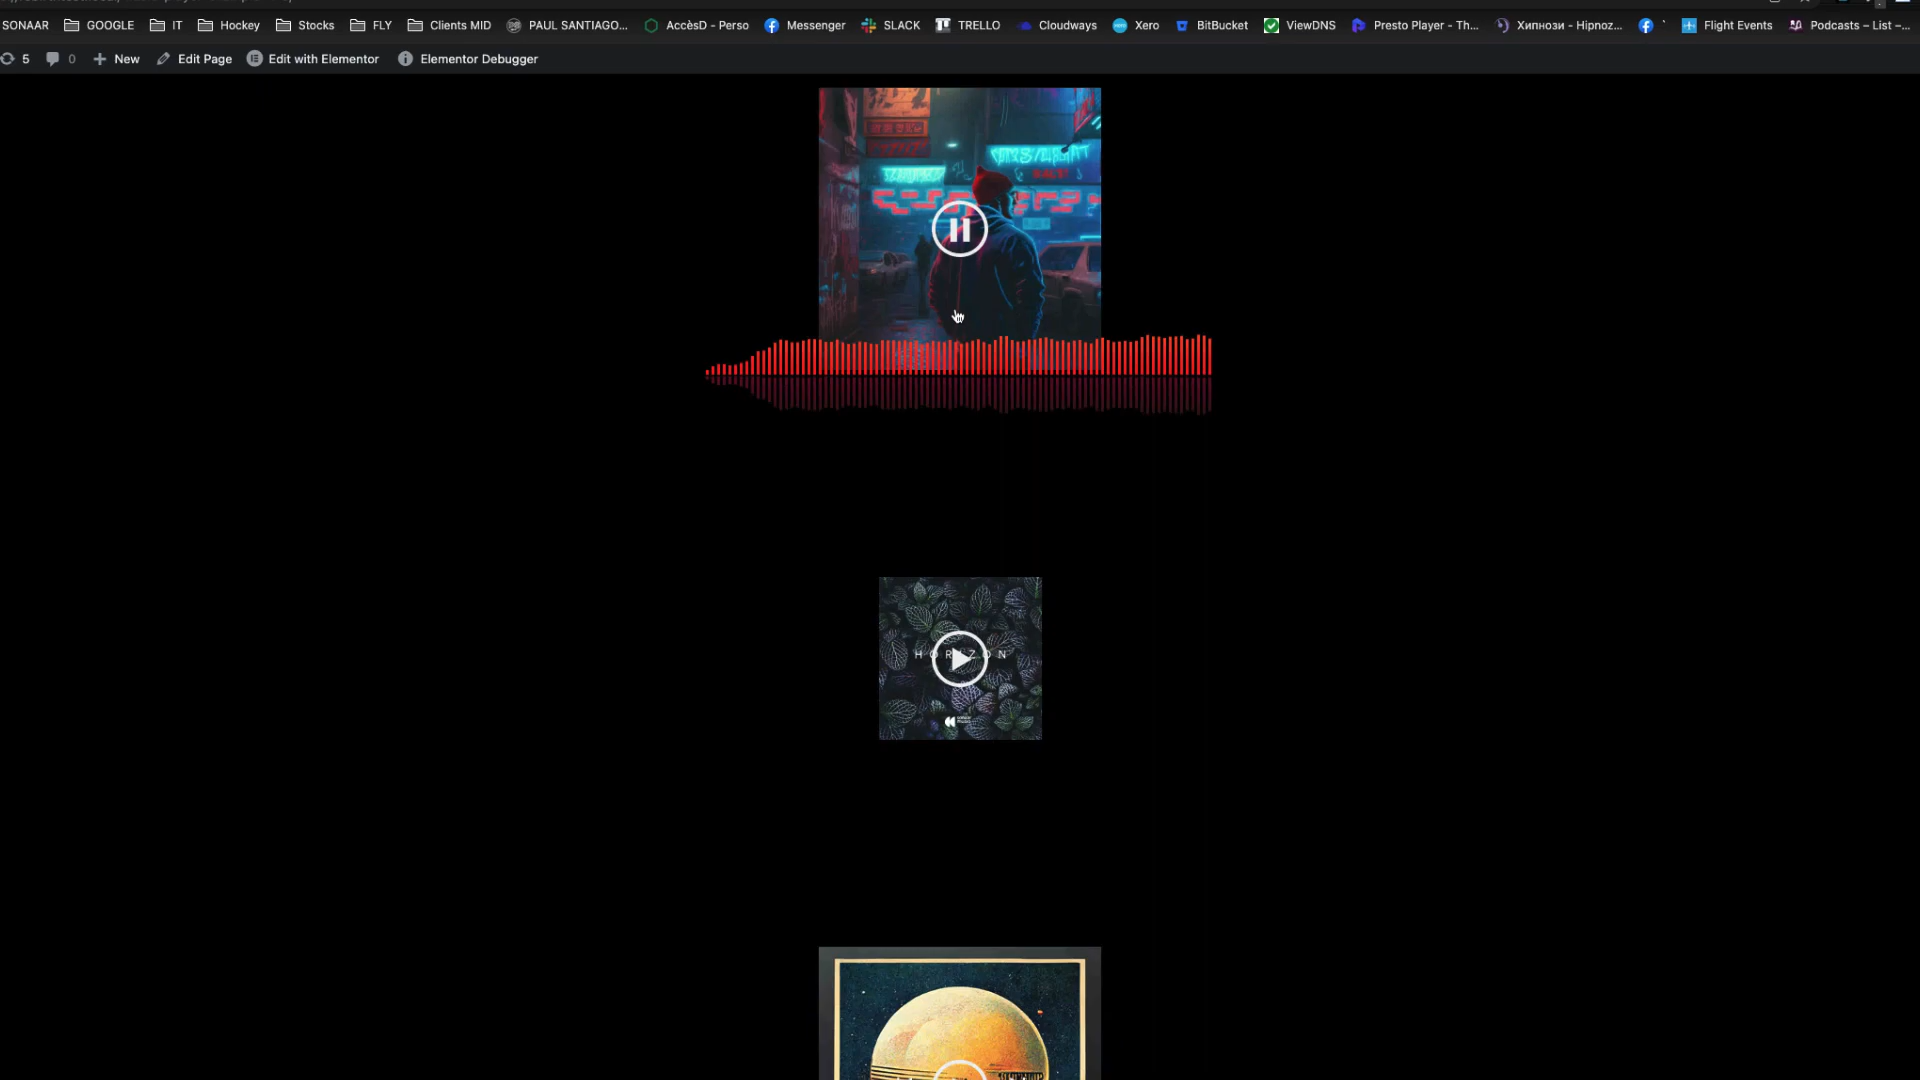 SONAAR GOOGLE IT Hockey Stocks FLY Clients MID PAUL SANTIAGO... AccèsD - Perso Messenger SLACK TRELLO Cloudways Xero BitBucket ViewDNS Presto Player - Th... Хипнози - Hipnoz... Flight Events Podcasts – List –...
5 0 New Edit Page Edit with Elementor Elementor Debugger
HORIZON